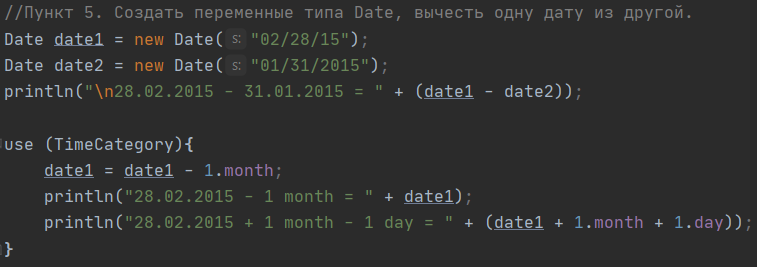 //Пункт 5. Создать переменные типа Date, вычесть одну дату из другой.
Date date1 = new Date( s: "02/28/15");
Date date2 = new Date( s: "01/31/2015");
println("\n28.02.2015 - 31.01.2015 = " + (date1 - date2));
use (TimeCategory){
date1 = date1 - 1.month;
println("28.02.2015 - 1 month = " + date1);
println("28.02.2015 + 1 month - 1 day = " + (date1 + 1.month + 1.day));
}